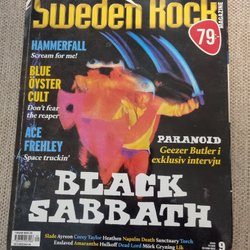 Sweden Rock
MAGAZINE
79:-
HAMMERFALL
Scream for me!
BLUE
ÖYSTER
CULT
Don't fear
the reaper
ACE
FREHLEY
Space truckin'
PARANOID
Geezer Butler i
exklusiv intervju
BLACK
SABBATH
Slade Ayreon Corey Taylor Heathen Napalm Death Sanctuary Torch
Enslaved Amaranthe Hulkoff Dead Lord Mörk Gryning Lik
9